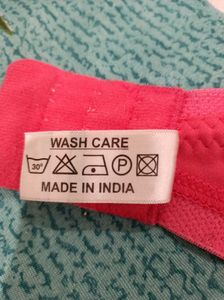 WASH CARE
30°
P
MADE IN INDIA